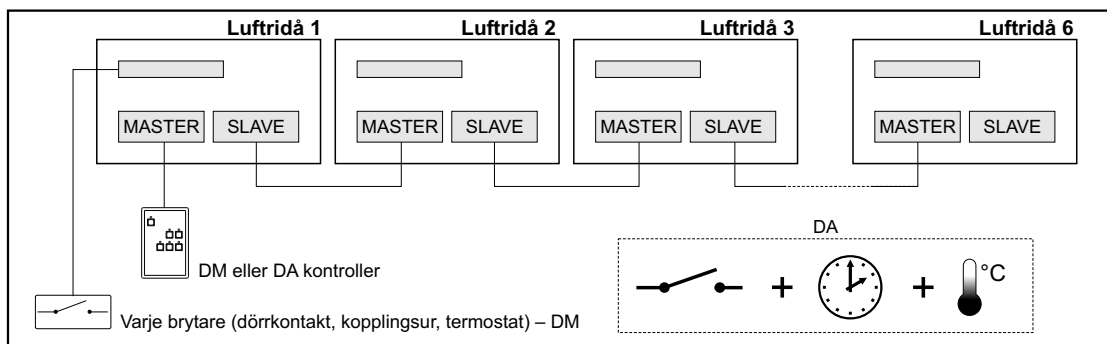 Luftridå 1
Luftridå 2
Luftridå 3
Luftridå 6
MASTER SLAVE
MASTER SLAVE
MASTER SLAVE
MASTER SLAVE
DM eller DA kontroller
Varje brytare (dörrkontakt, kopplingsur, termostat) – DM
DA
+
+
°C